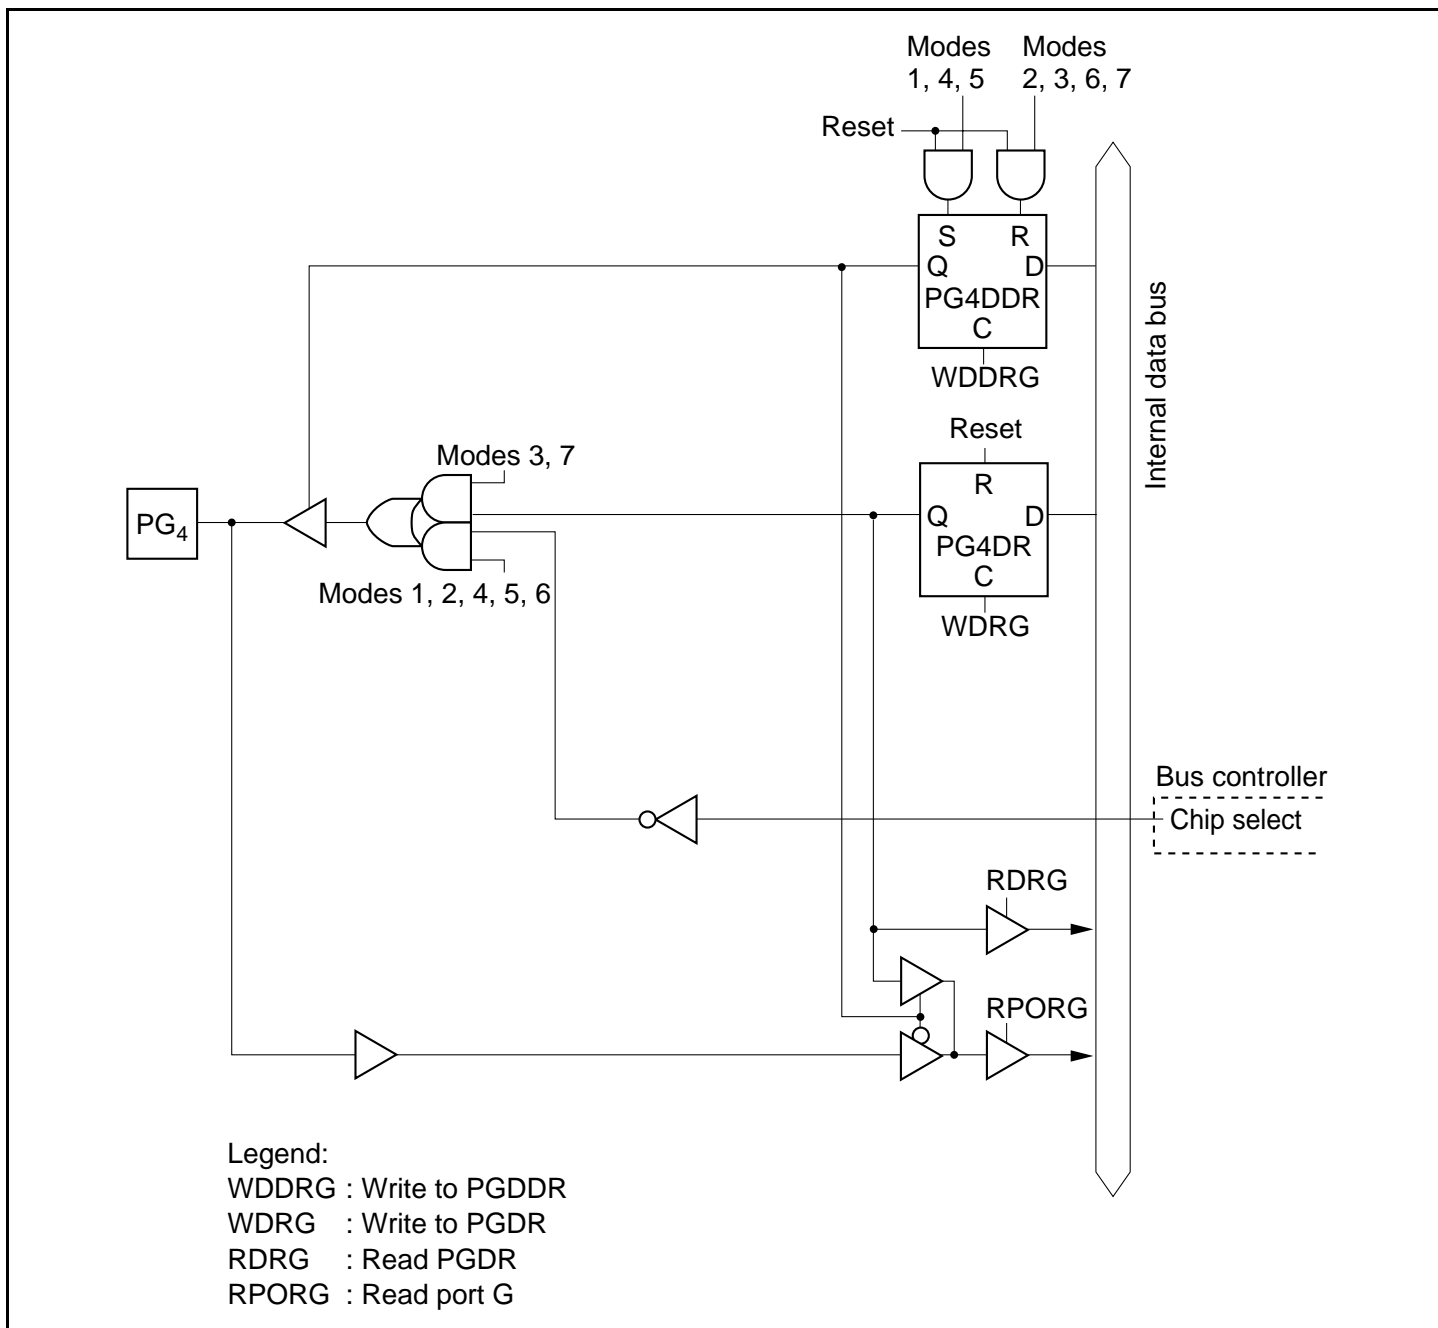 Modes Modes
1, 4, 5 2, 3, 6, 7
Reset
S R
Q D
PG4DDR
C
WDDRG
Internal data bus
Reset
Modes 3, 7
R
PG4
Q D
PG4DR
C
Modes 1, 2, 4, 5, 6
WDRG
Bus controller
Chip select
RDRG
RPORG
Legend:
WDDRG : Write to PGDDR
WDRG : Write to PGDR
RDRG : Read PGDR
RPORG : Read port G